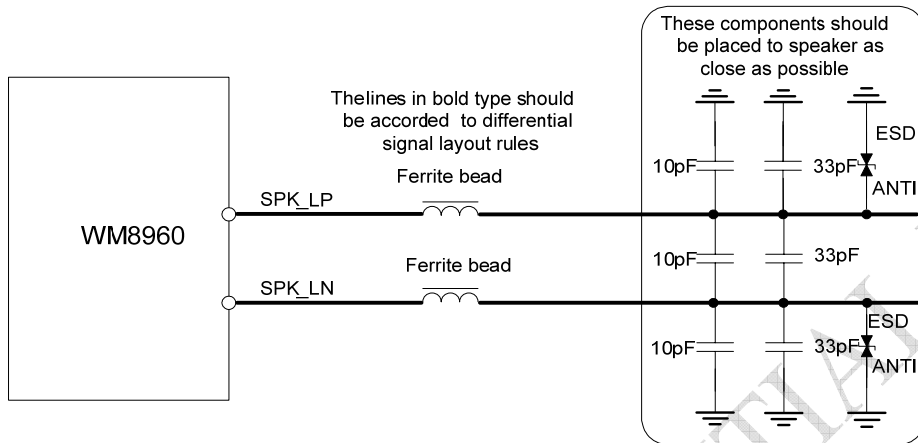 These components should
be placed to speaker as
close as possible
Thelines in bold type should
be accorded to differential
signal layout rules
ESD
10pF
33pF
ANTI
Ferrite bead
SPK_LP
WM8960
10pF
33pF
Ferrite bead
SPK_LN
ESD
10pF
33pF
ANTI